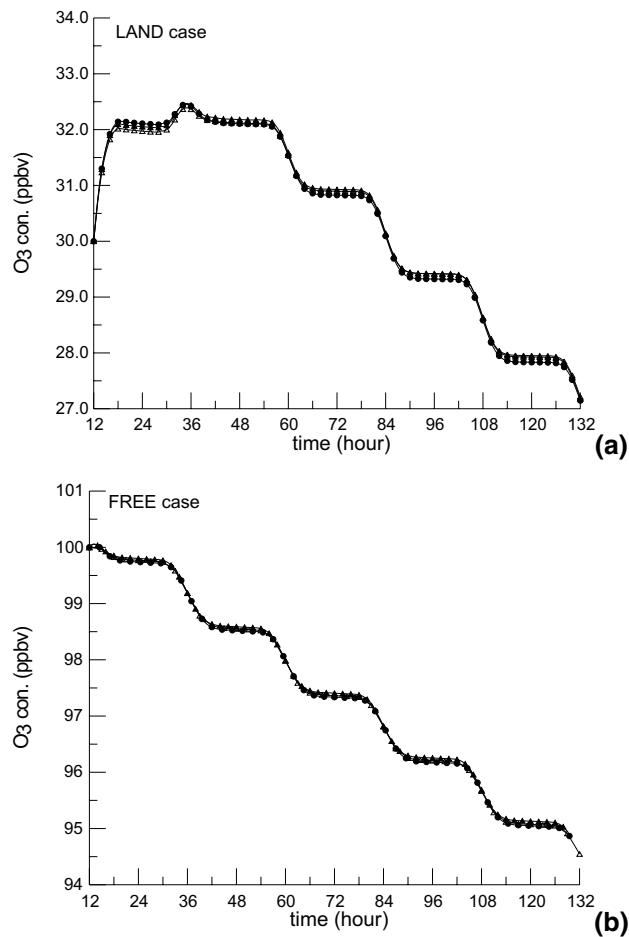 LAND case
34.0
33.0
32.0
31.0
30.0
29.0
28.0
27.0
O3 con. (ppbv)
12 24 36 48 60 72 84 96 108 120 132
time (hour)
(a)
FREE case
101
100
99
98
97
96
95
94
O3 con. (ppbv)
12 24 36 48 60 72 84 96 108 120 132
time (hour)
(b)